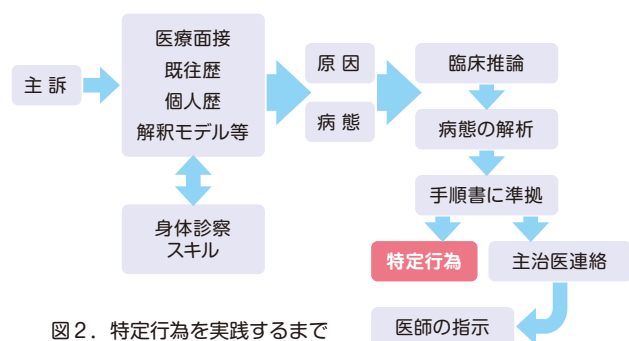 主訴
医療面接
既往歴
個人歴
解釈モデル等
身体診察
スキル
原因
病態
臨床推論
病態の解析
手順書に準拠
特定行為
主治医連絡
医師の指示
図2．特定行為を実践するまで